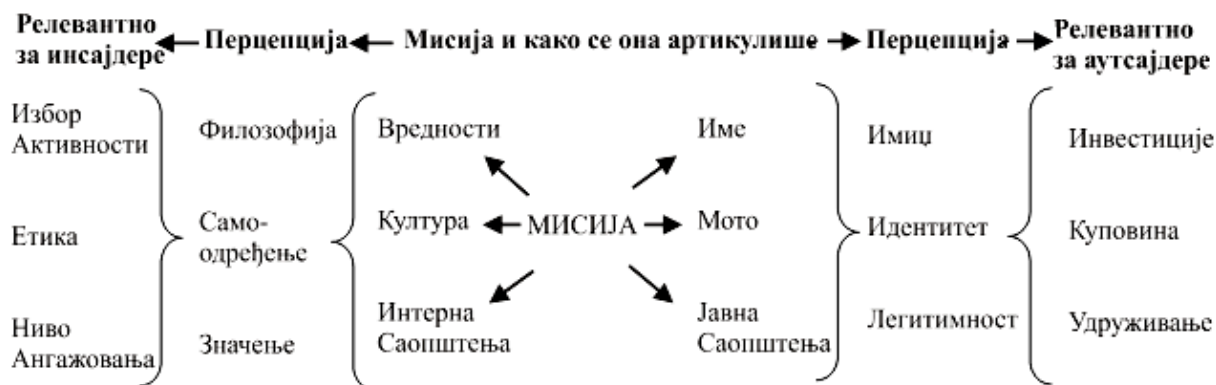 Релевантно
за инсајдере
Перцепција
Мисија и како се она артикулише
Перцепција
Релевантно
за аутсајдере
Избор
Активности
Филозофија
Вредности
Име
Имиџ
Инвестиције
Етика
Само-
одређење
Култура
МИСИЈА
Мото
Идентитет
Куповина
Ниво
Ангажовања
Значење
Интерна
Саопштења
Јавна
Саопштења
Легитимност
Удруживање